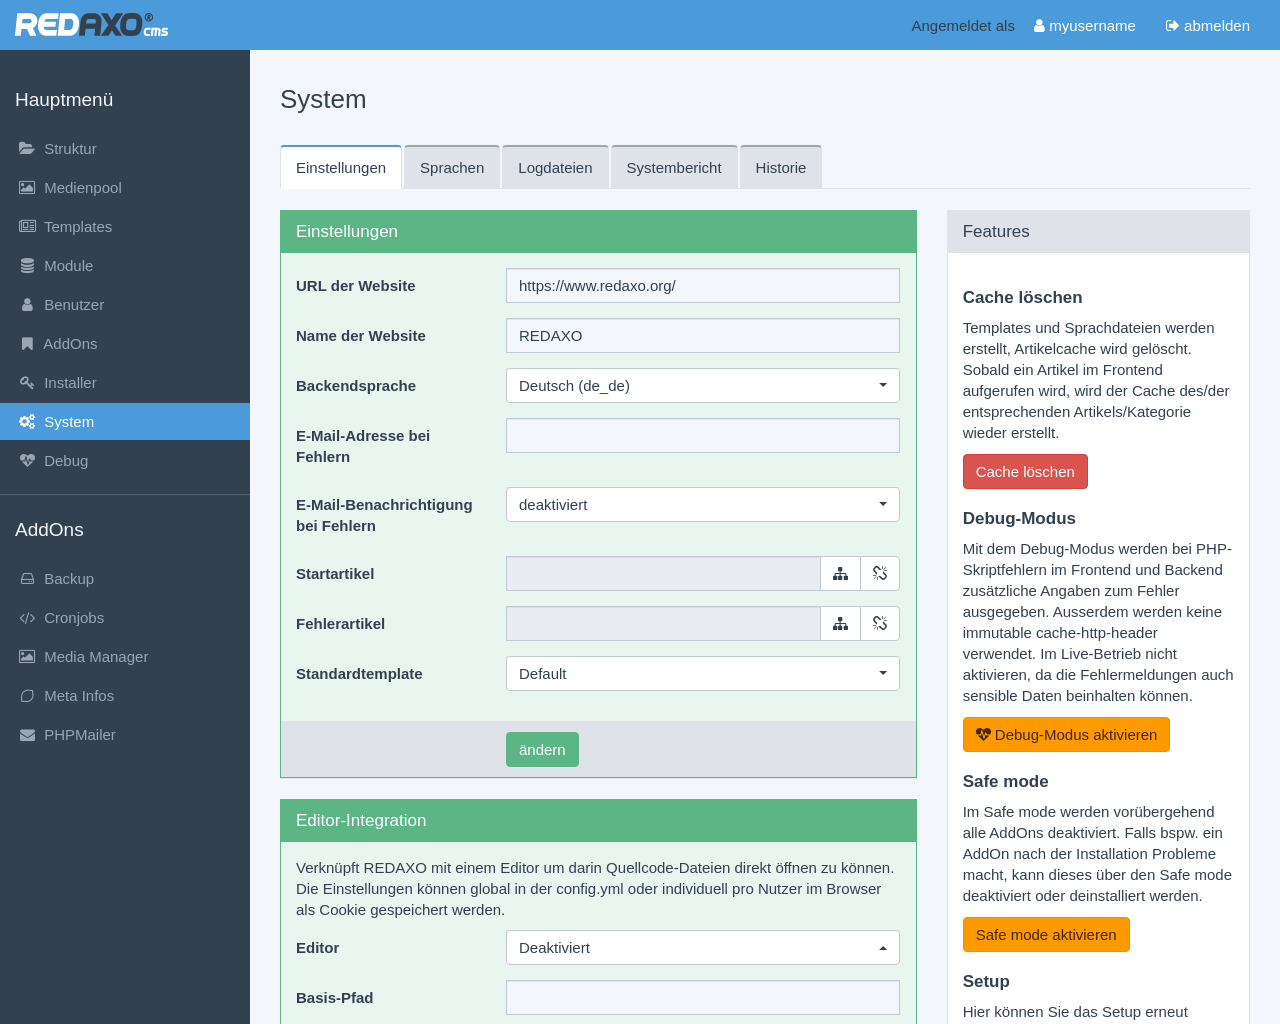 REDAXO® cms
Angemeldet als myusername abmelden
Hauptmenü
Struktur
Medienpool
Templates
Module
Benutzer
AddOns
Installer
System
Debug
AddOns
Backup
Cronjobs
Media Manager
Meta Infos
PHPMailer
System
Einstellungen Sprachen Logdateien Systembericht Historie
Einstellungen
URL der Website https://www.redaxo.org/
Name der Website REDAXO
Backendsprache Deutsch (de_de)
E-Mail-Adresse bei
Fehlern
E-Mail-Benachrichtigung deaktiviert
bei Fehlern
Startartikel
Fehlerartikel
Standardtemplate Default
ändern
Editor-Integration
Verknüpft REDAXO mit einem Editor um darin Quellcode-Dateien direkt öffnen zu können.
Die Einstellungen können global in der config.yml oder individuell pro Nutzer im Browser
als Cookie gespeichert werden.
Editor Deaktiviert
Basis-Pfad
Features
Cache löschen
Templates und Sprachdateien werden
erstellt, Artikelcache wird gelöscht.
Sobald ein Artikel im Frontend
aufgerufen wird, wird der Cache des/der
entsprechenden Artikels/Kategorie
wieder erstellt.
Cache löschen
Debug-Modus
Mit dem Debug-Modus werden bei PHP-
Skriptfehlern im Frontend und Backend
zusätzliche Angaben zum Fehler
ausgegeben. Ausserdem werden keine
immutable cache-http-header
verwendet. Im Live-Betrieb nicht
aktivieren, da die Fehlermeldungen auch
sensible Daten beinhalten können.
Debug-Modus aktivieren
Safe mode
Im Safe mode werden vorübergehend
alle AddOns deaktiviert. Falls bspw. ein
AddOn nach der Installation Probleme
macht, kann dieses über den Safe mode
deaktiviert oder deinstalliert werden.
Safe mode aktivieren
Setup
Hier können Sie das Setup erneut